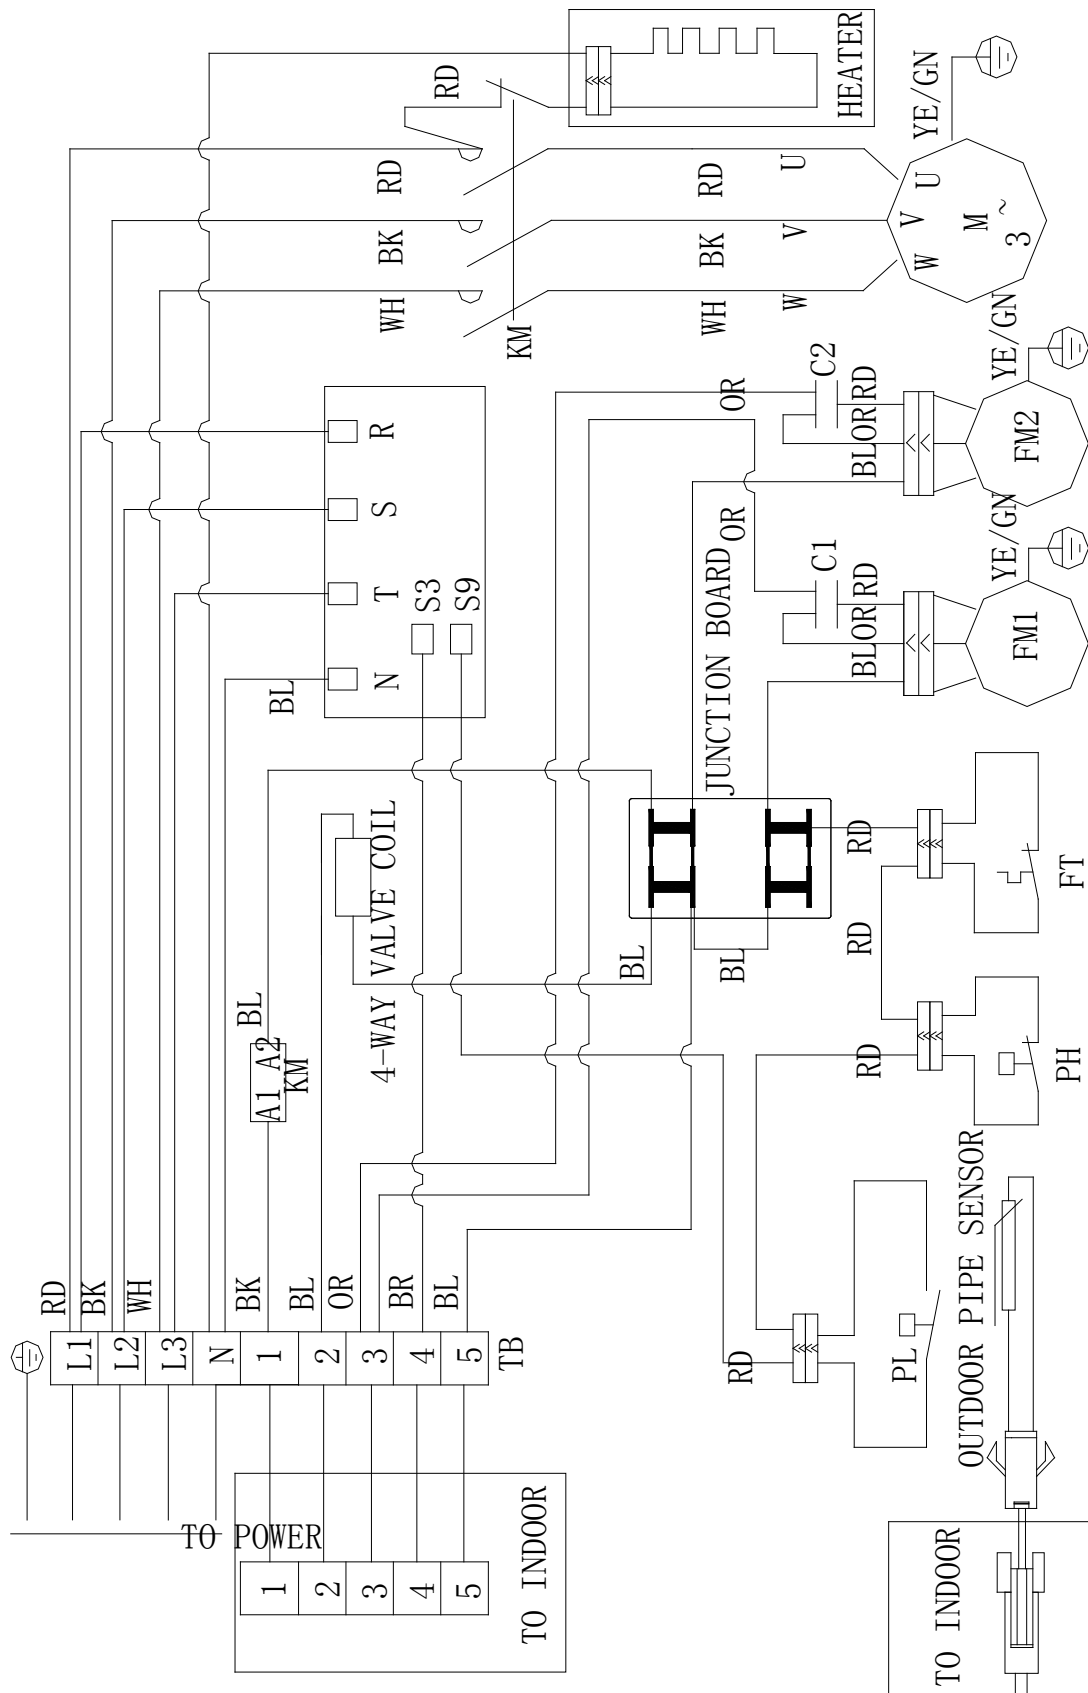 HEATER
RD
YE/GN
RD
BK
WH
KM
RD
BK
WH
U
V
W
U
V
W
M
~
3
R
S
T
N
S3
S9
BL
OR
OR
C2
BL
OR
RD
FM2
YE/GN
JUNCTION BOARD
C1
BL
OR
RD
FM1
YE/GN
4-WAY VALVE COIL
BL
A1 A2
KM
BL
BL
RD
RD
FT
RD
PH
RD
PL
OUTDOOR PIPE SENSOR
RD
BK
WH
BK
BL
OR
BR
BL
L1
L2
L3
N
1
2
3
4
5
TB
TO POWER
1
2
3
4
5
TO INDOOR
TO INDOOR